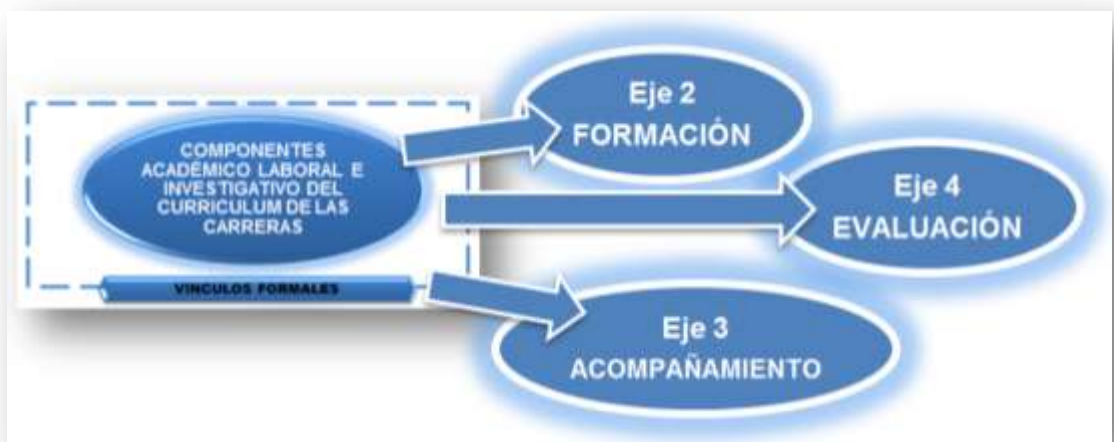 COMPONENTES
ACADÉMICO LABORAL E
INVESTIGATIVO DEL
CURRICULUM DE LAS
CARRERAS
VINCULOS FORMALES
Eje 2
FORMACIÓN
Eje 4
EVALUACIÓN
Eje 3
ACOMPAÑAMIENTO